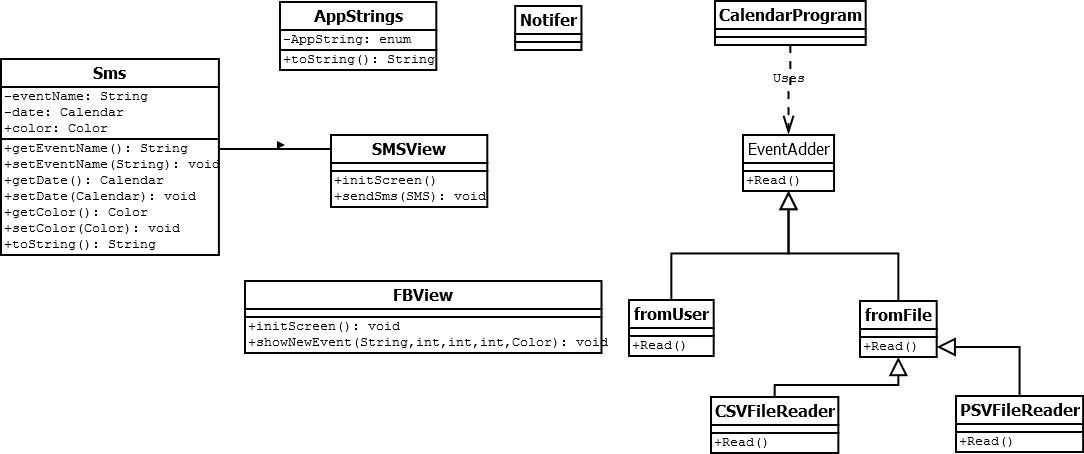 AppStrings
-AppString: enum
+toString(): String
Notifer
CalendarProgram
Uses
Sms
-eventName: String
-date: Calendar
+color: Color
+getEventName(): String
+setEventName(String): void
+getDate(): Calendar
+setDate(Calendar): void
+getColor(): Color
+setColor(Color): void
+toString(): String
SMSView
+initScreen()
+sendSms(SMS): void
EventAdder
+Read()
FBView
+initScreen(): void
+showNewEvent(String,int,int,int,Color): void
fromUser
+Read()
fromFile
+Read()
CSVFileReader
+Read()
PSVFileReader
+Read()